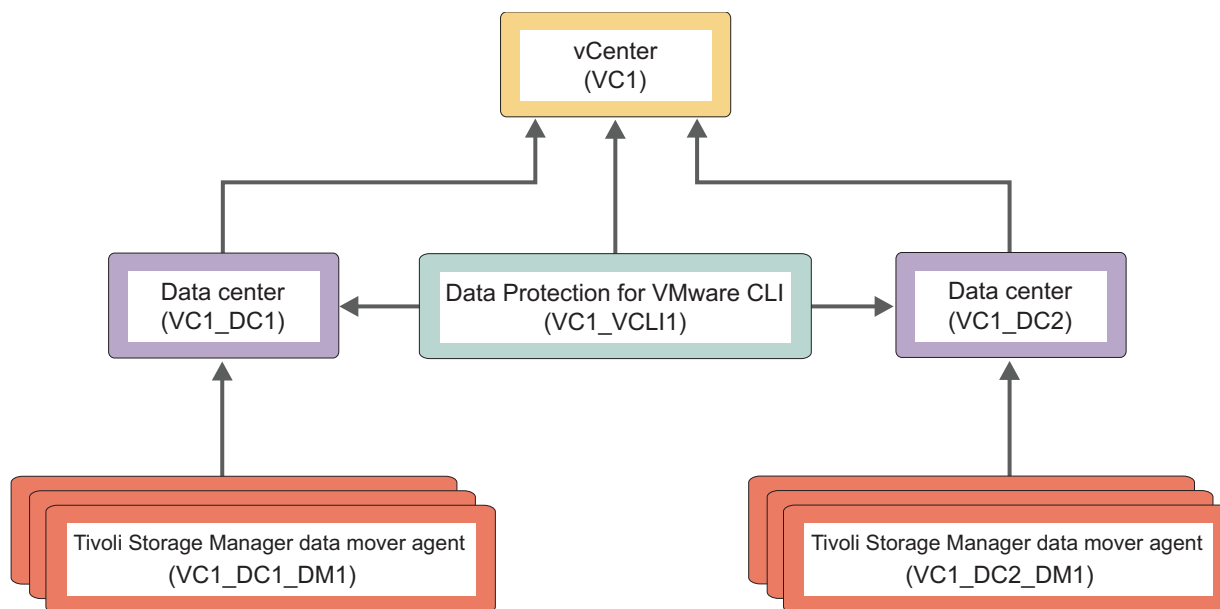 vCenter
(VC1)
Data center
(VC1_DC1)
Data Protection for VMware CLI
(VC1_VCLI1)
Data center
(VC1_DC2)
Tivoli Storage Manager data mover agent
(VC1_DC1_DM1)
Tivoli Storage Manager data mover agent
(VC1_DC2_DM1)